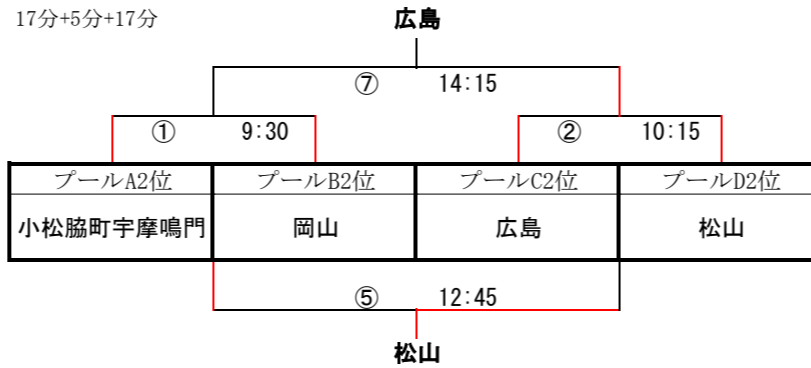 17分+5分+17分
広島
⑦ 14:15
① 9:30 ② 10:15
プールA2位 プールB2位 プールC2位 プールD2位
小松脇町宇摩鳴門 岡山 広島 松山
⑤ 12:45
松山